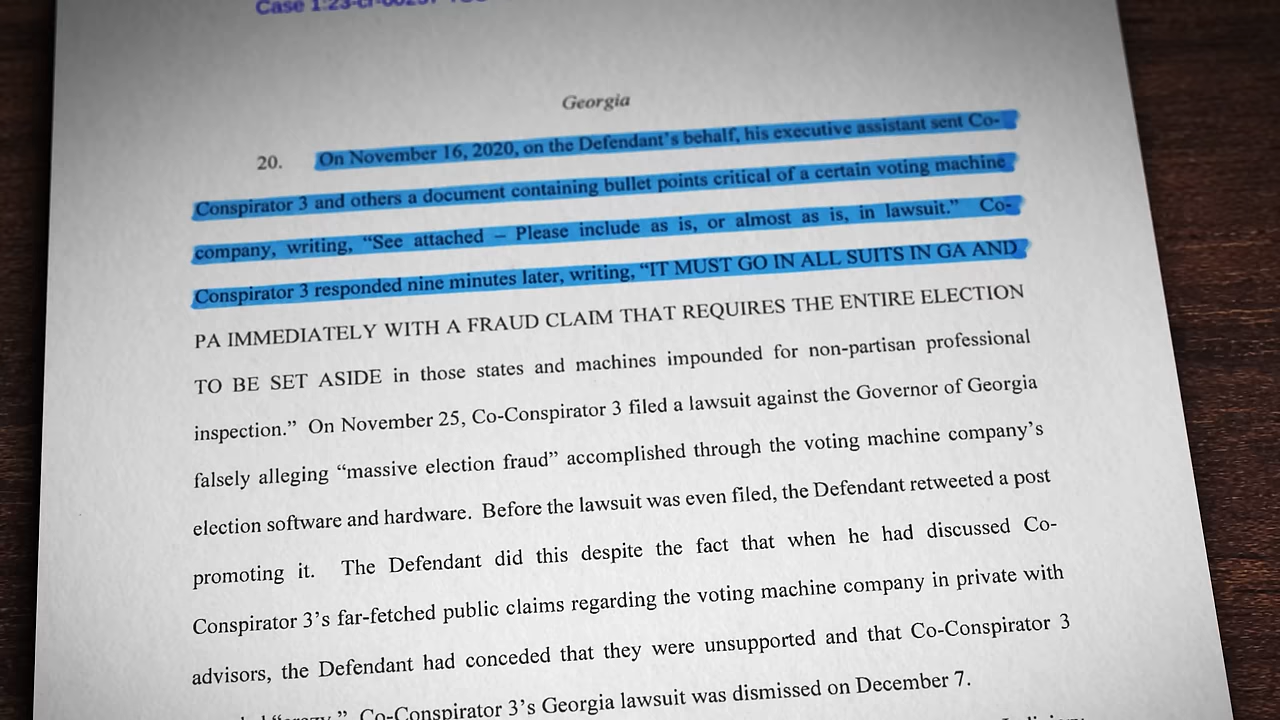 Case 1:23-cr-00257
Georgia
20. On November 16, 2020, on the Defendant's behalf, his executive assistant sent Co-
Conspirator 3 and others a document containing bullet points critical of a certain voting machine
company, writing, “See attached – Please include as is, or almost as is, in lawsuit.” Co-
Conspirator 3 responded nine minutes later, writing, “IT MUST GO IN ALL SUITS IN GA AND
PA IMMEDIATELY WITH A FRAUD CLAIM THAT REQUIRES THE ENTIRE ELECTION
TO BE SET ASIDE in those states and machines impounded for non-partisan professional
inspection.” On November 25, Co-Conspirator 3 filed a lawsuit against the Governor of Georgia
falsely alleging “massive election fraud” accomplished through the voting machine company's
election software and hardware. Before the lawsuit was even filed, the Defendant retweeted a post
promoting it. The Defendant did this despite the fact that when he had discussed Co-
Conspirator 3's far-fetched public claims regarding the voting machine company in private with
advisors, the Defendant had conceded that they were unsupported and that Co-Conspirator 3
Co-Conspirator 3's Georgia lawsuit was dismissed on December 7.